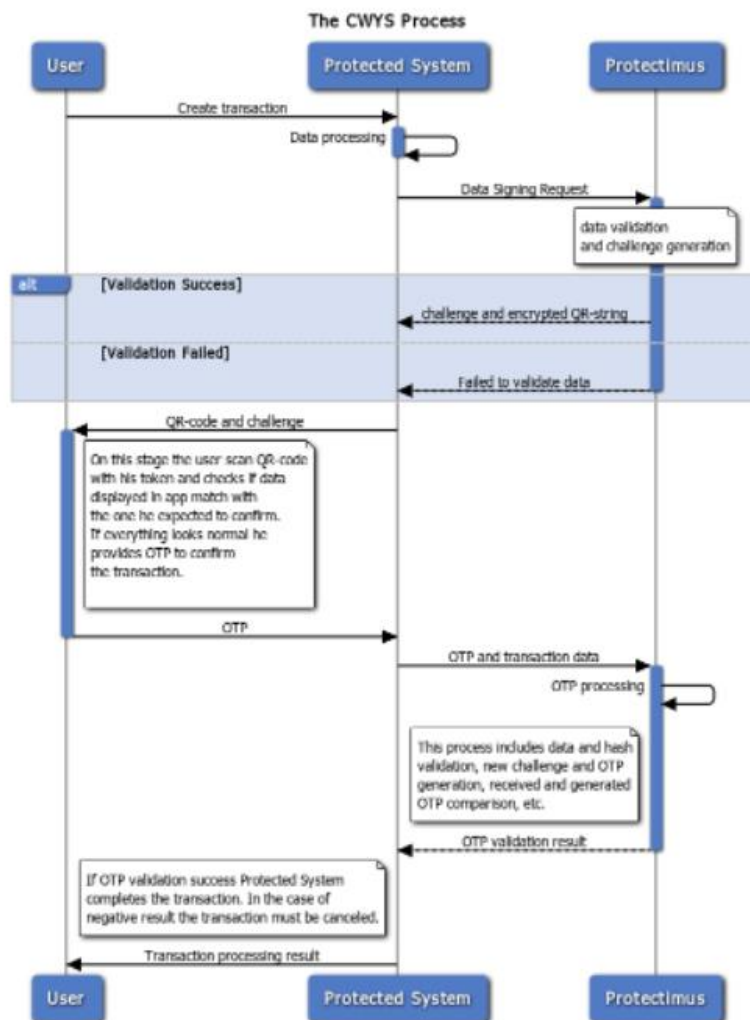 The CWYS Process
User
Protected System
Protectimus
Create transaction
Data processing
Data Signing Request
data validation
and challenge generation
alt
[Validation Success]
challenge and encrypted QR-string
[Validation Failed]
Failed to validate data
QR-code and challenge
On this stage the user scan QR-code
with his token and checks if data
displayed in app match with
the one he expected to confirm.
If everything looks normal he
provides OTP to confirm
the transaction.
OTP
OTP and transaction data
OTP processing
This process includes data and hash
validation, new challenge and OTP
generation, received and generated
OTP comparison, etc.
OTP validation result
If OTP validation success Protected System
completes the transaction. In the case of
negative result the transaction must be canceled.
Transaction processing result
User
Protected System
Protectimus